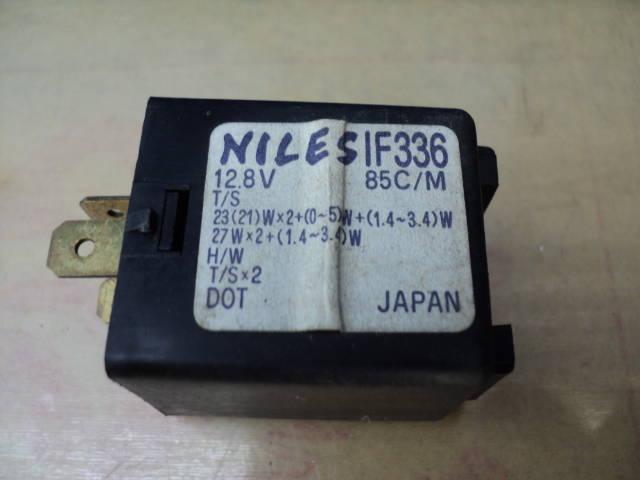 NILES IF336
12.8V 85C/M
T/S
23(21)W×2+(0~5)W+(1.4~3.4)W
27W×2+(1.4~3.4)W
H/W
T/S×2
DOT JAPAN